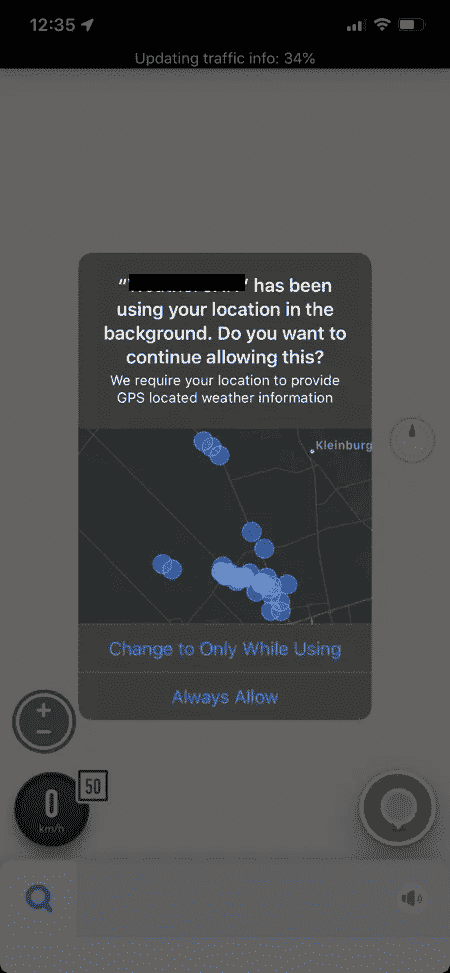 12:35
Updating traffic info: 34%
“ ” has been
using your location in the
background. Do you want to
continue allowing this?
We require your location to provide
GPS located weather information
Kleinburg
Change to Only While Using
Always Allow
+
−
0
km/h
50